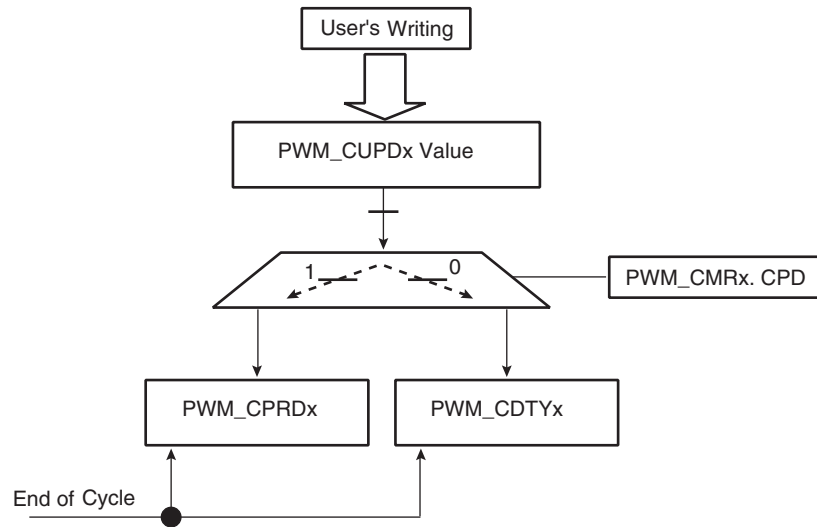 User's Writing
PWM_CUPDx Value
1
0
PWM_CMRx. CPD
PWM_CPRDx
PWM_CDTYx
End of Cycle